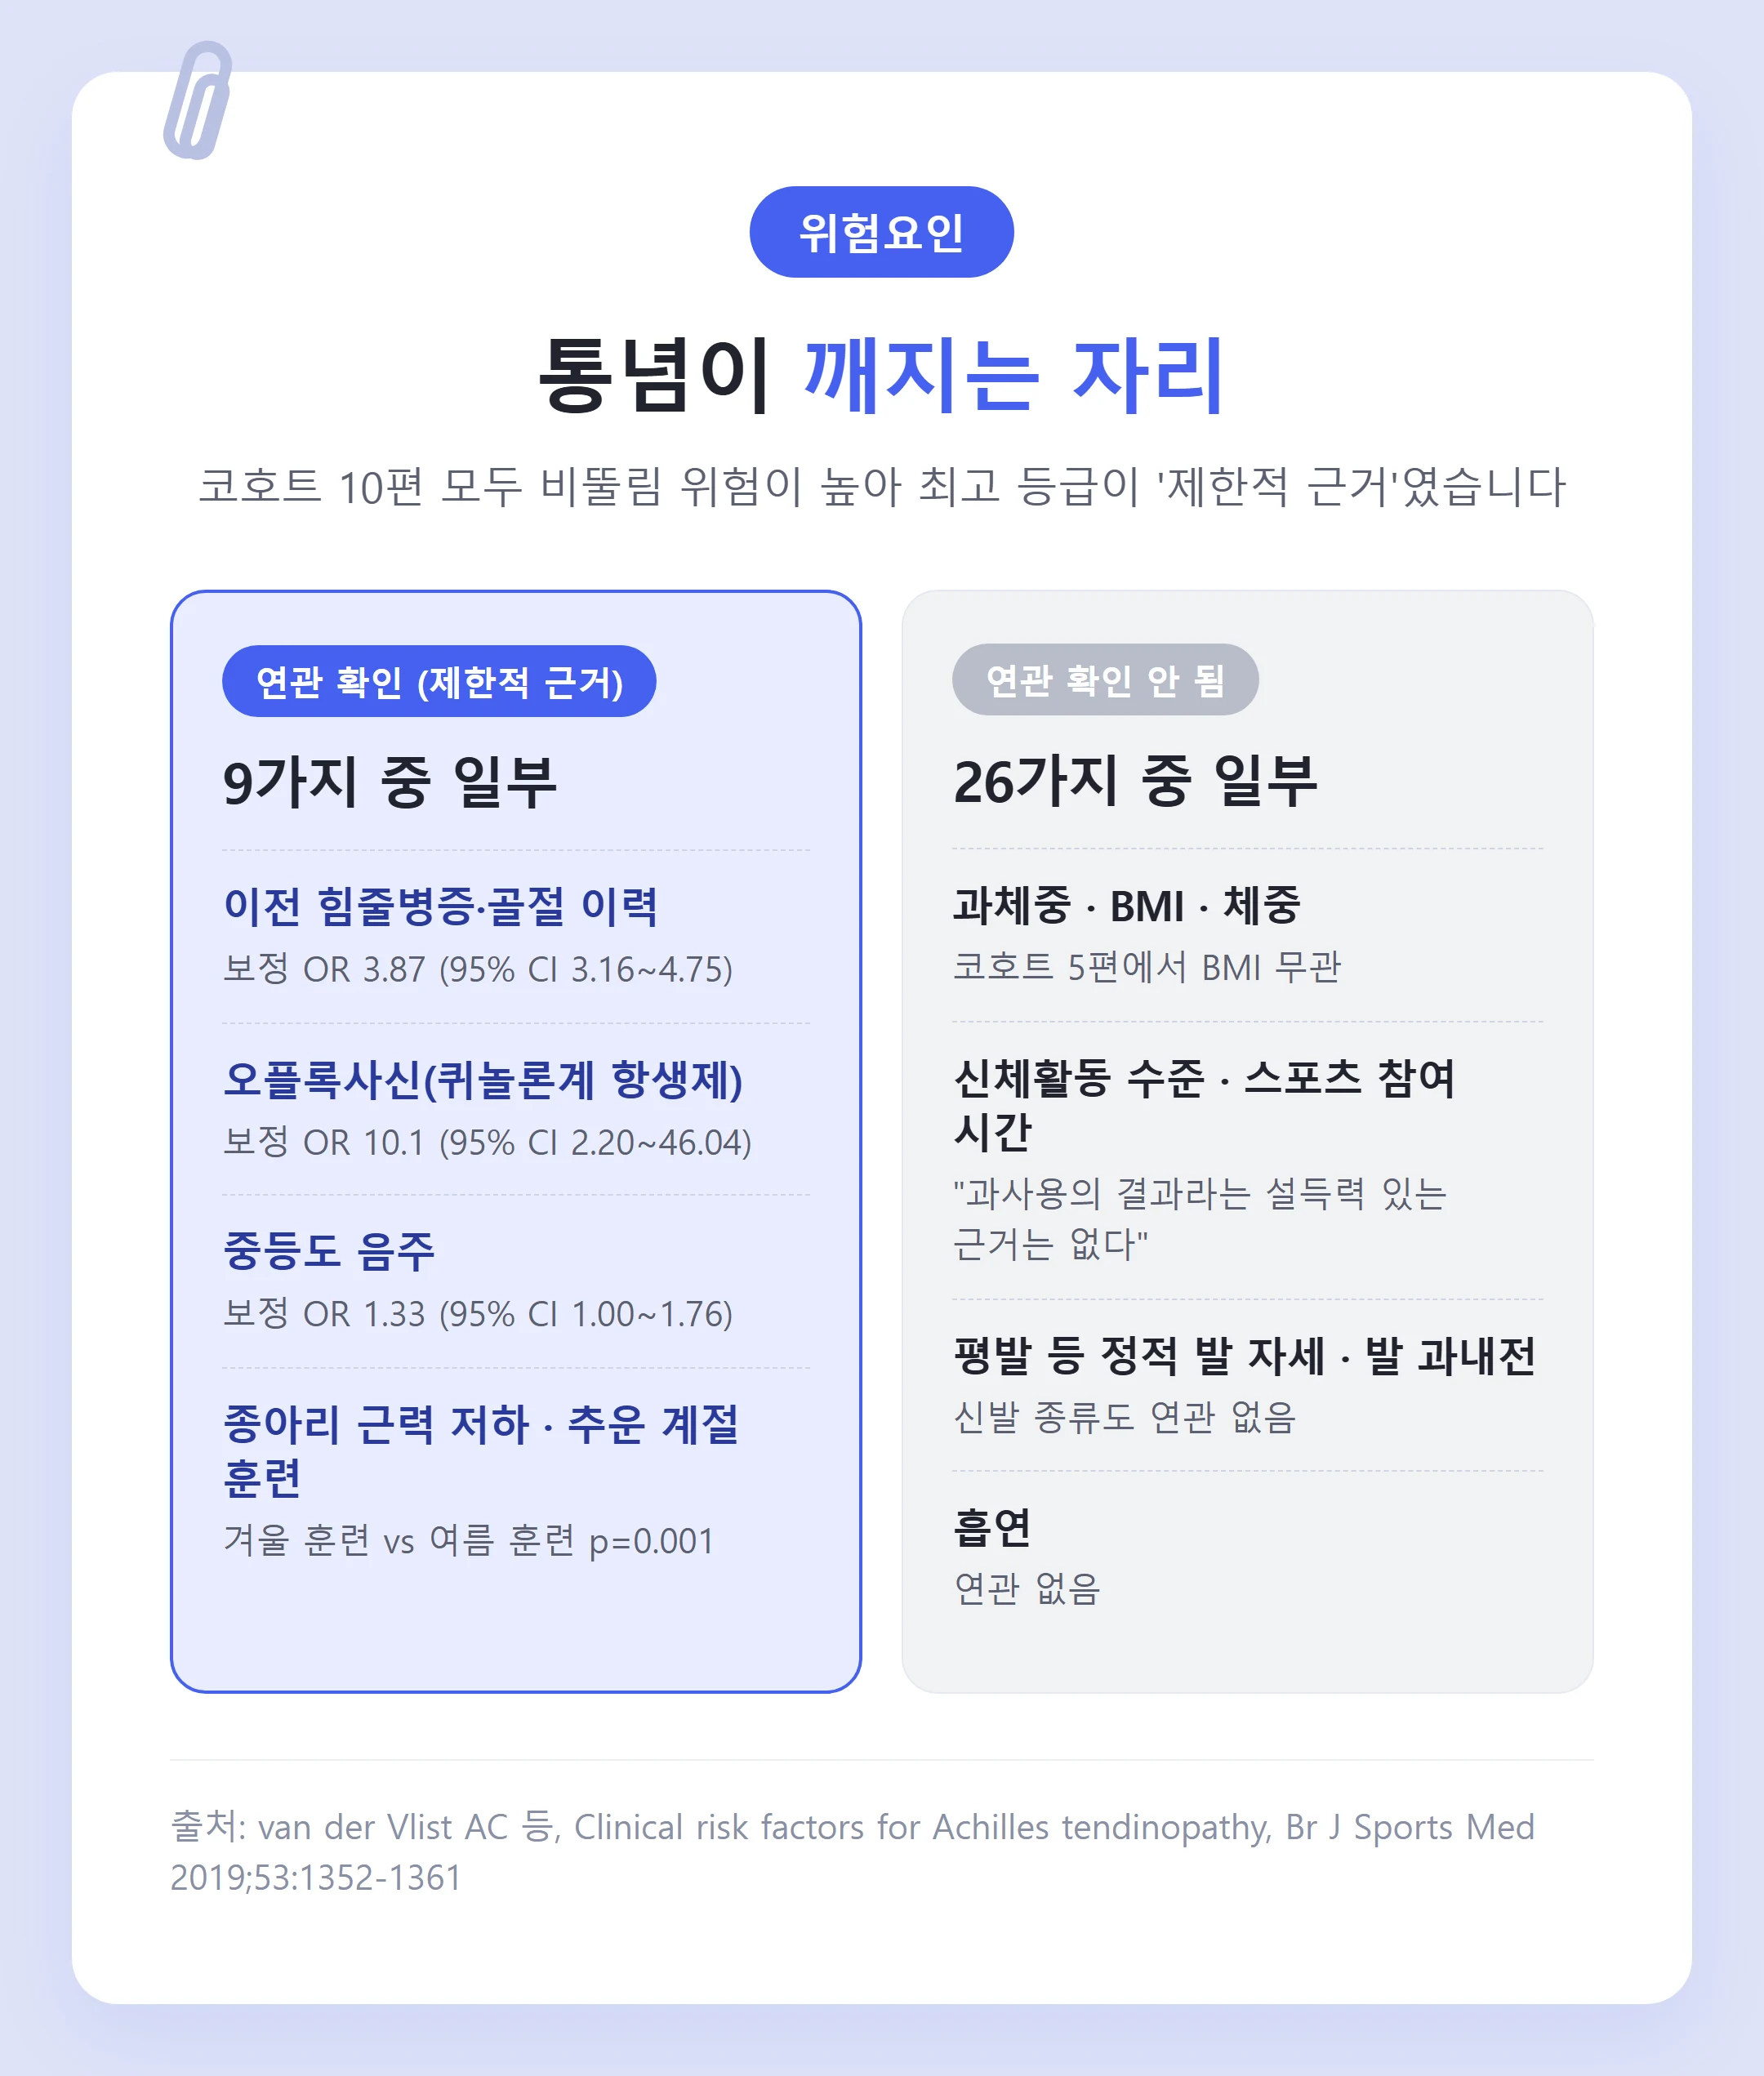 위험요인
통념이 깨지는 자리
코호트 10편 모두 비뚤림 위험이 높아 최고 등급이 '제한적 근거'였습니다
연관 확인 (제한적 근거)
9가지 중 일부
이전 힘줄병증·골절 이력
보정 OR 3.87 (95% CI 3.16~4.75)
오플록사신(퀴놀론계 항생제)
보정 OR 10.1 (95% CI 2.20~46.04)
중등도 음주
보정 OR 1.33 (95% CI 1.00~1.76)
종아리 근력 저하 · 추운 계절
훈련
겨울 훈련 vs 여름 훈련 p=0.001
연관 확인 안 됨
26가지 중 일부
과체중 · BMI · 체중
코호트 5편에서 BMI 무관
신체활동 수준 · 스포츠 참여
시간
"과사용의 결과라는 설득력 있는
근거는 없다"
평발 등 정적 발 자세 · 발 과내전
신발 종류도 연관 없음
흡연
연관 없음
출처: van der Vlist AC 등, Clinical risk factors for Achilles tendinopathy, Br J Sports Med
2019;53:1352-1361